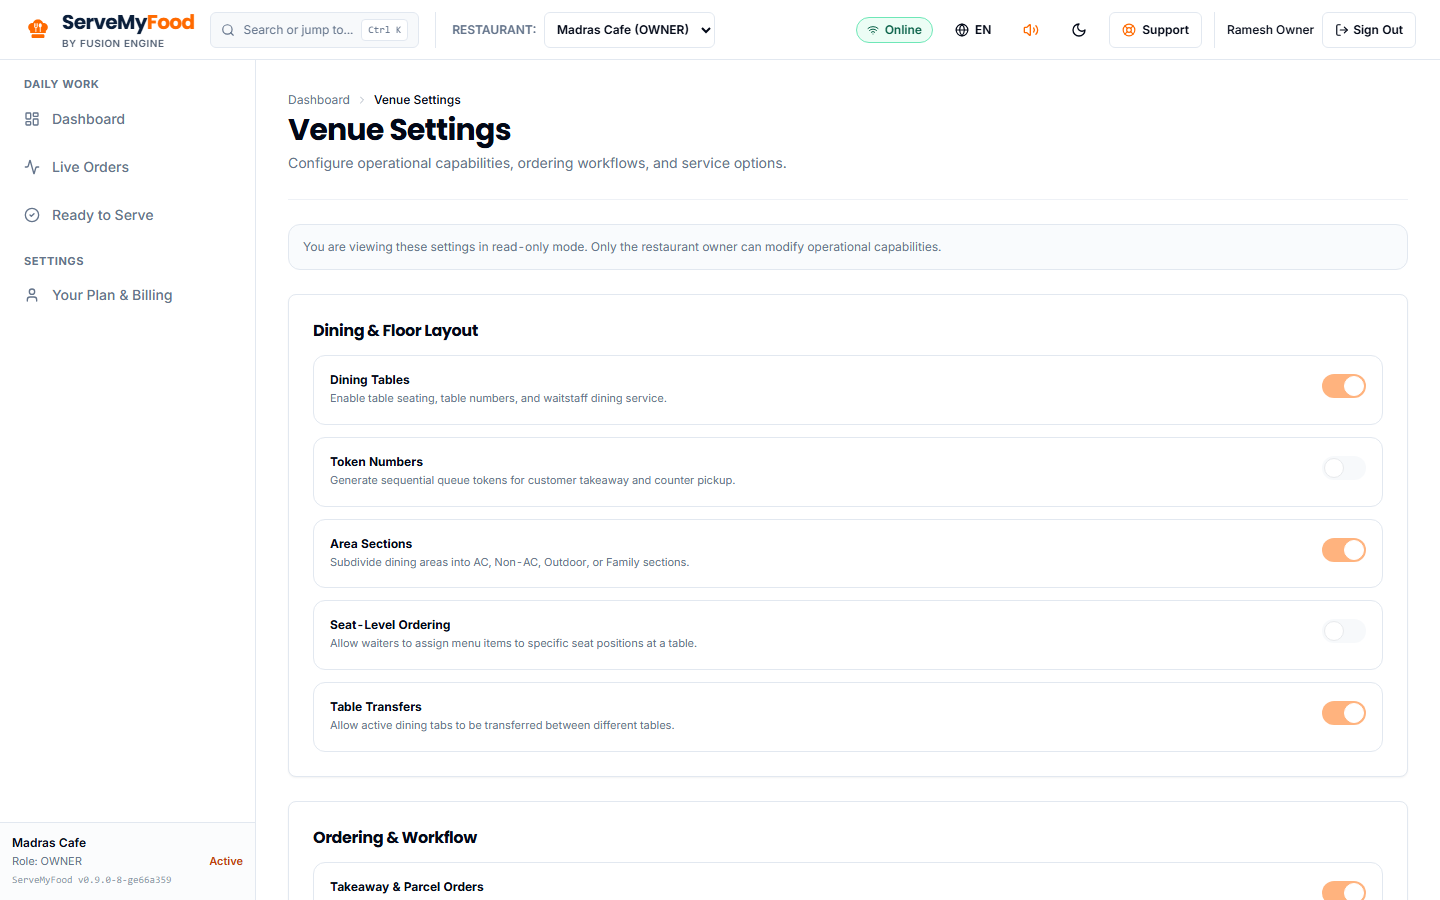 ServeMyFood
BY FUSION ENGINE
Search or jump to... Ctrl K
RESTAURANT: Madras Cafe (OWNER)
Online
EN
Support
Ramesh Owner
Sign Out
DAILY WORK
Dashboard
Live Orders
Ready to Serve
SETTINGS
Your Plan & Billing
Madras Cafe
Role: OWNER Active
ServeMyFood v0.9.0-8-ge66a359
Dashboard > Venue Settings
Venue Settings
Configure operational capabilities, ordering workflows, and service options.
You are viewing these settings in read-only mode. Only the restaurant owner can modify operational capabilities.
Dining & Floor Layout
Dining Tables
Enable table seating, table numbers, and waitstaff dining service.
Token Numbers
Generate sequential queue tokens for customer takeaway and counter pickup.
Area Sections
Subdivide dining areas into AC, Non-AC, Outdoor, or Family sections.
Seat-Level Ordering
Allow waiters to assign menu items to specific seat positions at a table.
Table Transfers
Allow active dining tabs to be transferred between different tables.
Ordering & Workflow
Takeaway & Parcel Orders